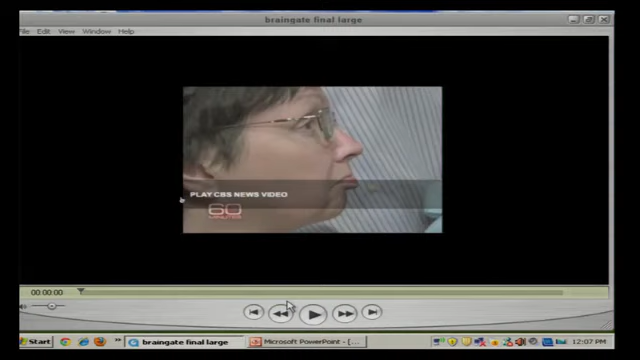 braingate final large
File Edit View Window Help
PLAY CBS NEWS VIDEO
60
MINUTES
00:00:00
Start
braingate final large
Microsoft PowerPoint - [...
12:07 PM